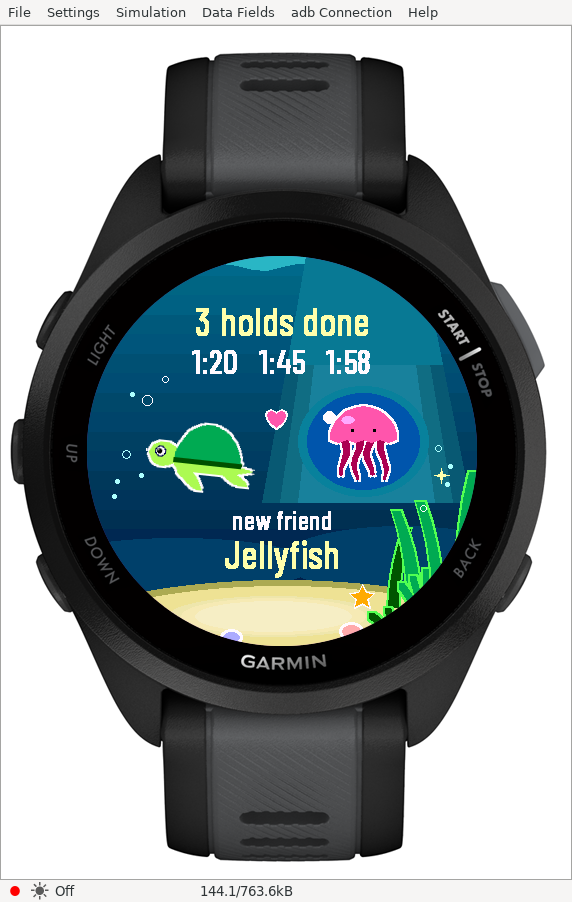 File Settings Simulation Data Fields adb Connection Help
LIGHT
START
STOP
3 holds done
1:20 1:45 1:58
UP
new friend
Jellyfish
DOWN
BACK
GARMIN
Off 144.1/763.6kB